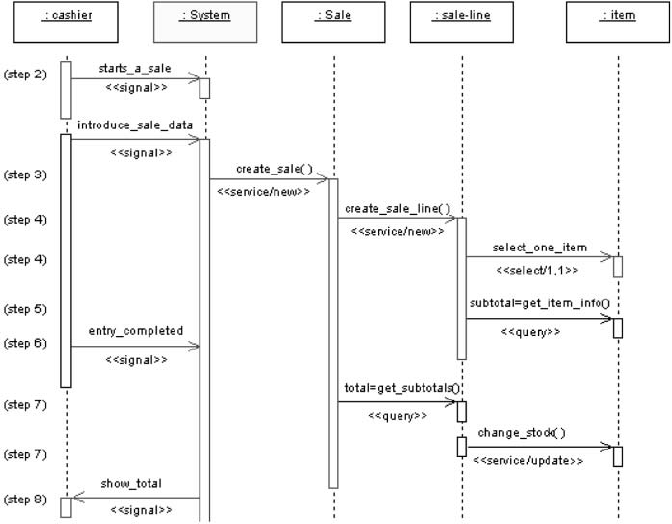 : cashier
: System
: Sale
: sale-line
: item
(step 2)
starts_a_sale
<<signal>>
introduce_sale_data
<<signal>>
(step 3)
create_sale( )
<<service/new>>
(step 4)
create_sale_line( )
<<service/new>>
(step 4)
select_one_item
<<select/1,1>>
(step 5)
subtotal=get_item_info()
<<query>>
(step 6)
entry_completed
<<signal>>
(step 7)
total=get_subtotals()
<<query>>
(step 7)
change_stock( )
<<service/update>>
(step 8)
show_total
<<signal>>